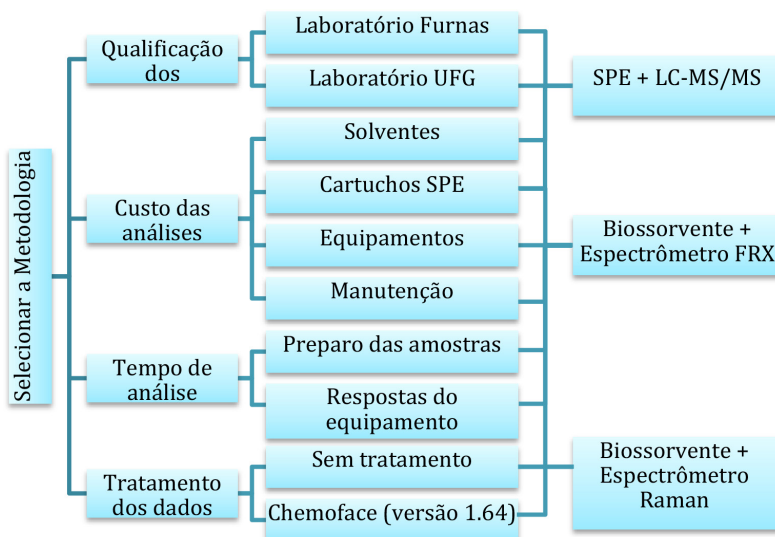 Selecionar a Metodologia
Qualificação
dos
Custo das
análises
Tempo de
análise
Tratamento
dos dados
Laboratório Furnas
Laboratório UFG
Solventes
Cartuchos SPE
Equipamentos
Manutenção
Preparo das amostras
Respostas do
equipamento
Sem tratamento
Chemoface (versão 1.64)
SPE + LC-MS/MS
Biossorvente +
Espectrômetro FRX
Biossorvente +
Espectrômetro
Raman